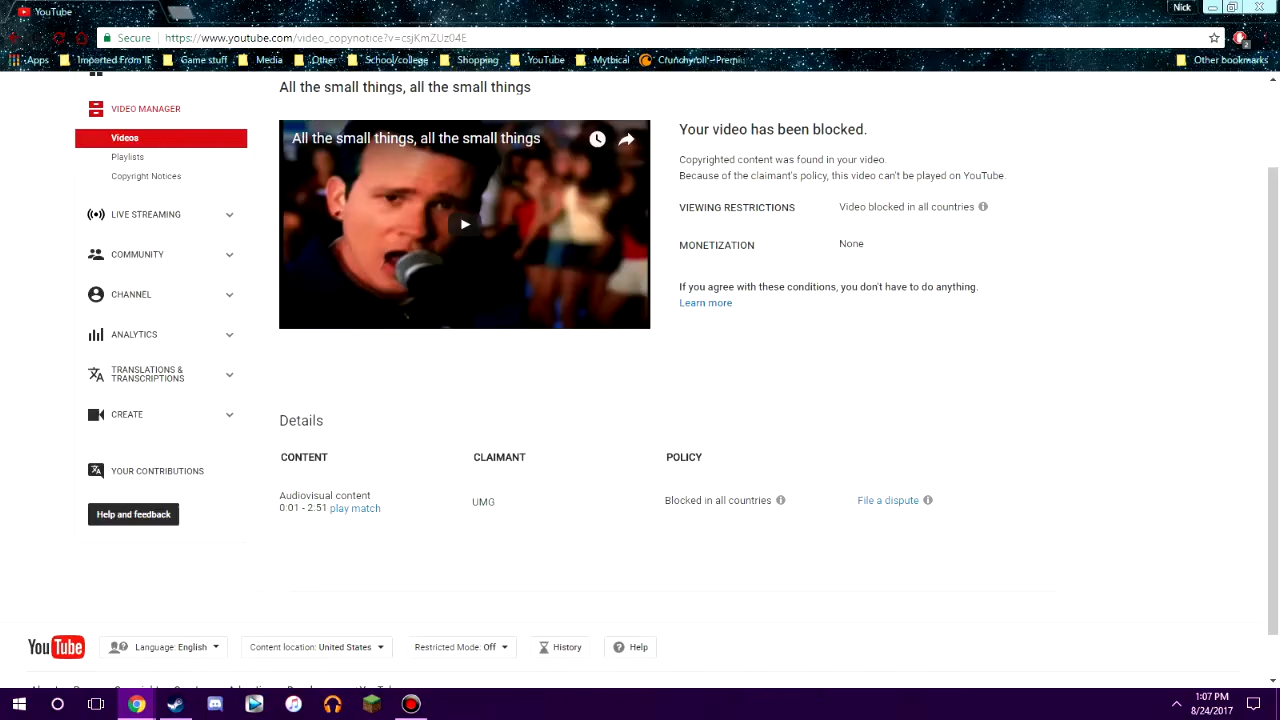 YouTube
Nick
Secure https://www.youtube.com/video_copynotice?v=csjKmZUz04E
Apps Imported From IE Game stuff Media Other School/college Shopping YouTube Mythical Crunchyroll - Premiu Other bookmarks
All the small things, all the small things
VIDEO MANAGER
Videos
Playlists
Copyright Notices
LIVE STREAMING
COMMUNITY
CHANNEL
ANALYTICS
TRANSLATIONS &
TRANSCRIPTIONS
CREATE
YOUR CONTRIBUTIONS
Help and feedback
All the small things, all the small things
Your video has been blocked.
Copyrighted content was found in your video.
Because of the claimant's policy, this video can't be played on YouTube.
VIEWING RESTRICTIONS Video blocked in all countries
MONETIZATION None
If you agree with these conditions, you don't have to do anything.
Learn more
Details
CONTENT CLAIMANT POLICY
Audiovisual content
0:01 - 2:51 play match
UMG
Blocked in all countries
File a dispute
YouTube
Language: English
Content location: United States
Restricted Mode: Off
History
Help
1:07 PM
8/24/2017